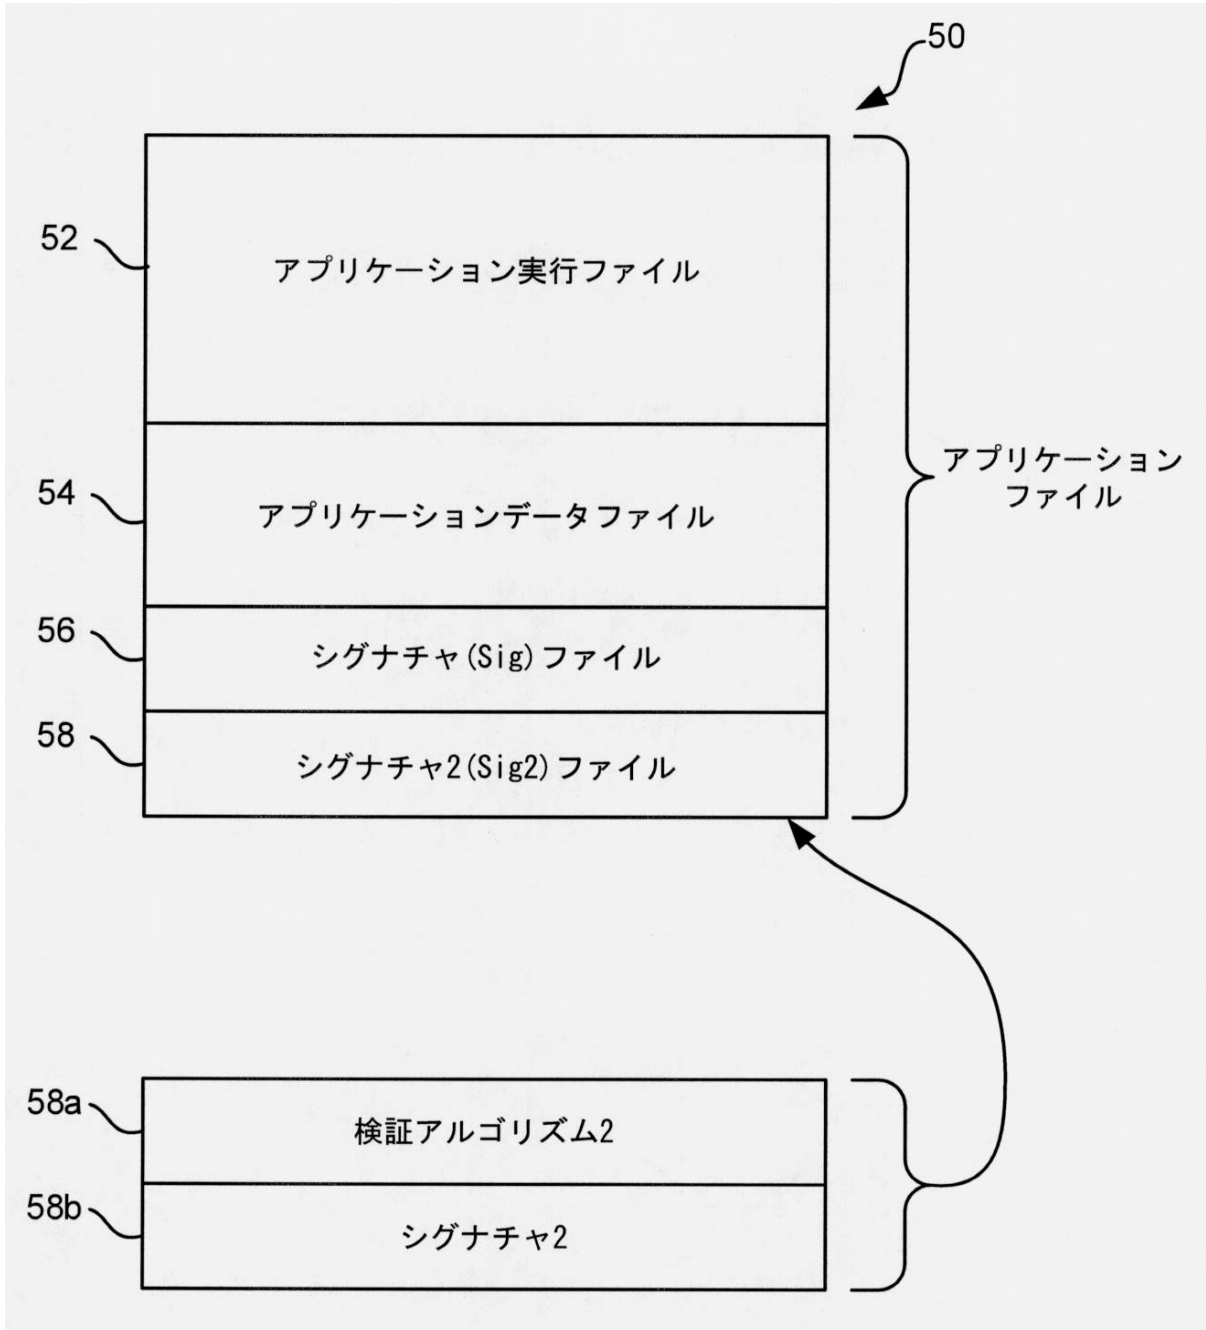 50
52
アプリケーション実行ファイル
アプリケーション
ファイル
54
アプリケーションデータファイル
56
シグナチャ(Sig)ファイル
58
シグナチャ2(Sig2)ファイル
58a
検証アルゴリズム2
58b
シグナチャ2